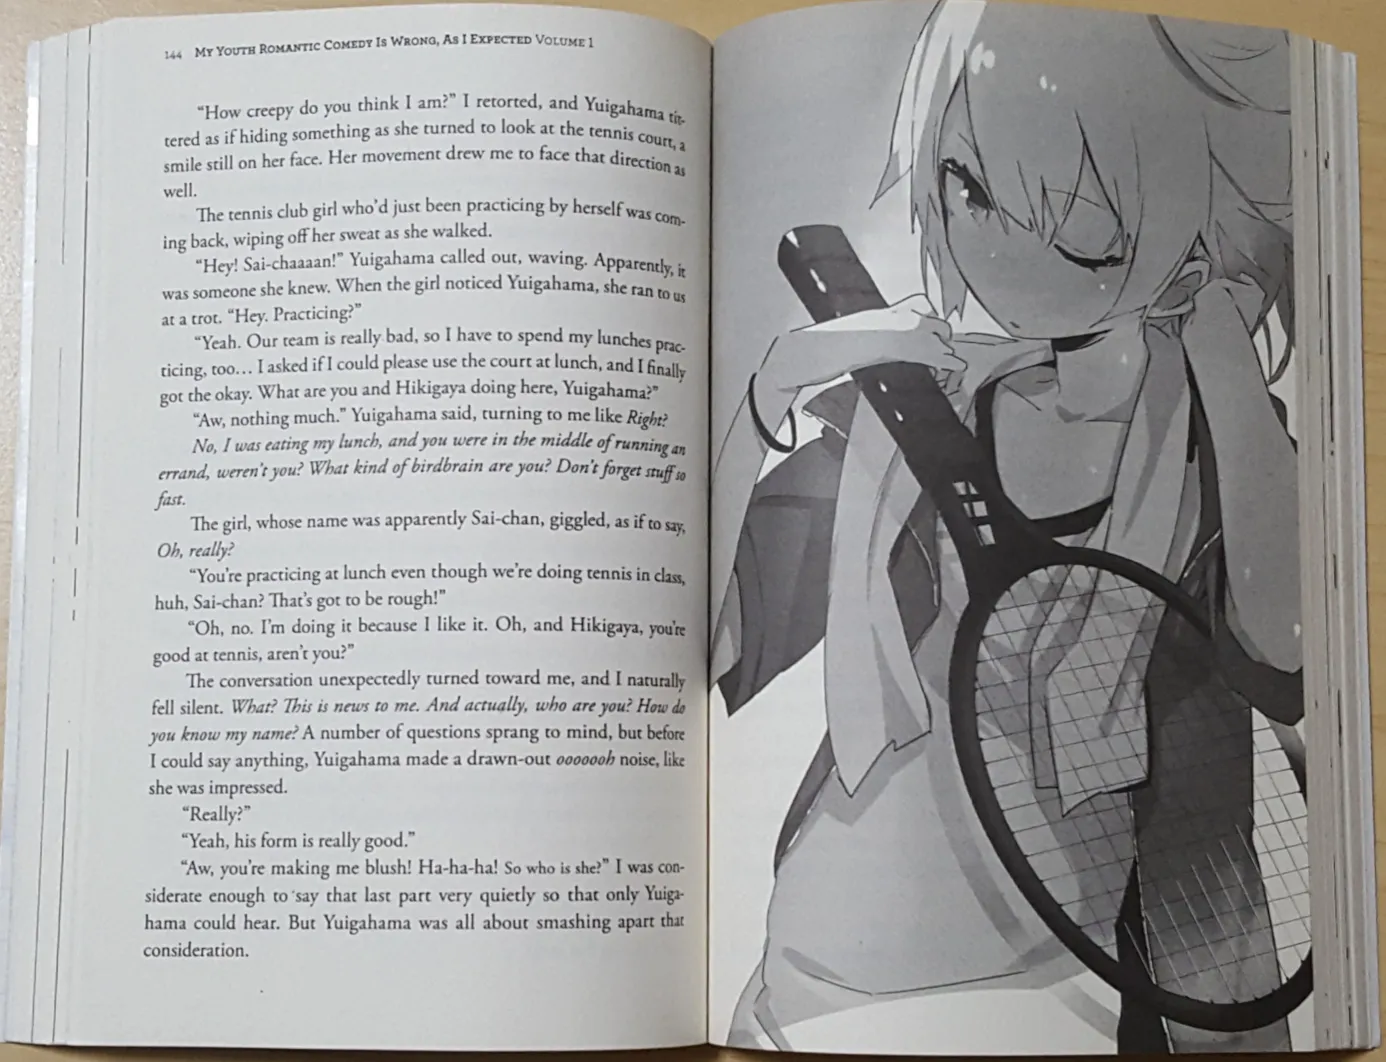 144 My Youth Romantic Comedy Is Wrong, As I Expected Volume 1
“How creepy do you think I am?” I retorted, and Yuigahama tit-
tered as if hiding something as she turned to look at the tennis court, a
smile still on her face. Her movement drew me to face that direction as
well.
The tennis club girl who’d just been practicing by herself was com-
ing back, wiping off her sweat as she walked.
“Hey! Sai-chaaaan!” Yuigahama called out, waving. Apparently, it
was someone she knew. When the girl noticed Yuigahama, she ran to us
at a trot. “Hey. Practicing?”
“Yeah. Our team is really bad, so I have to spend my lunches prac-
ticing, too… I asked if I could please use the court at lunch, and I finally
got the okay. What are you and Hikigaya doing here, Yuigahama?”
“Aw, nothing much.” Yuigahama said, turning to me like Right?
No, I was eating my lunch, and you were in the middle of running an
errand, weren’t you? What kind of birdbrain are you? Don’t forget stuff so
fast.
The girl, whose name was apparently Sai-chan, giggled, as if to say,
Oh, really?
“You’re practicing at lunch even though we’re doing tennis in class,
huh, Sai-chan? That’s got to be rough!”
“Oh, no. I’m doing it because I like it. Oh, and Hikigaya, you’re
good at tennis, aren’t you?”
The conversation unexpectedly turned toward me, and I naturally
fell silent. What? This is news to me. And actually, who are you? How do
you know my name? A number of questions sprang to mind, but before
I could say anything, Yuigahama made a drawn-out ooooooh noise, like
she was impressed.
“Really?”
“Yeah, his form is really good.”
“Aw, you’re making me blush! Ha-ha-ha! So who is she?” I was con-
siderate enough to say that last part very quietly so that only Yuiga-
hama could hear. But Yuigahama was all about smashing apart that
consideration.